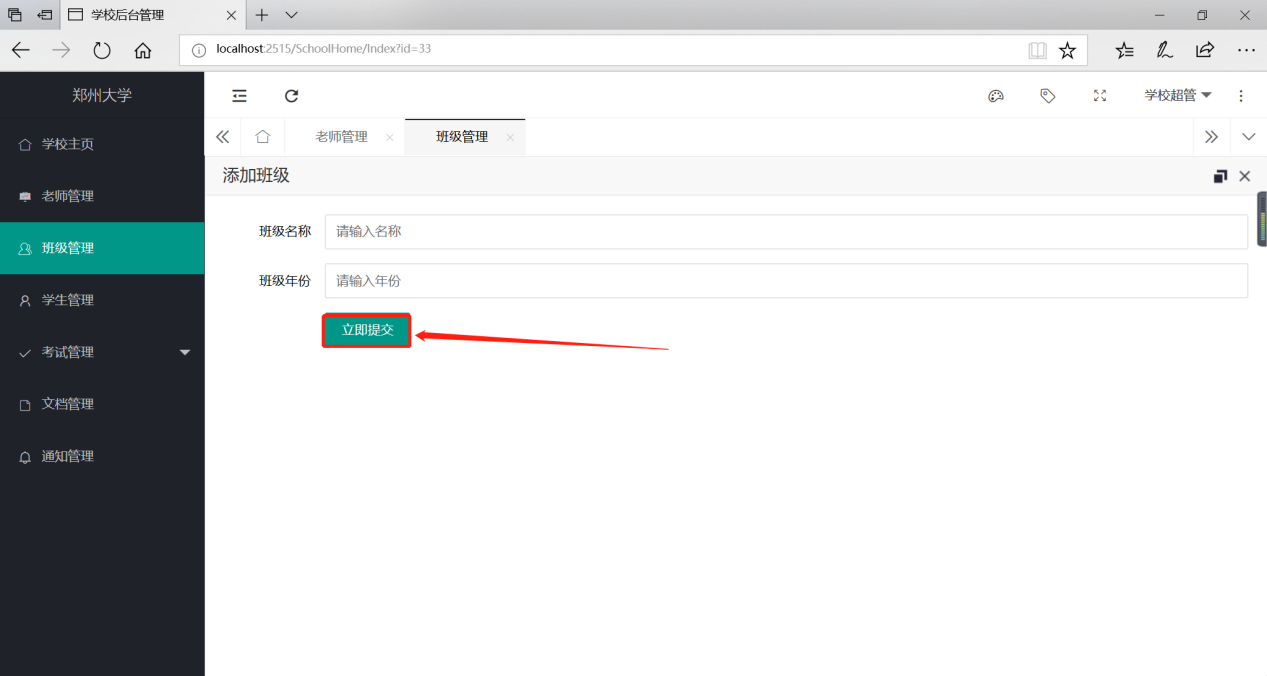 学校后台管理
localhost:2515/SchoolHome/Index?id=33
郑州大学
学校超管
学校主页
老师管理
班级管理
学生管理
考试管理
文档管理
通知管理
老师管理
班级管理
添加班级
班级名称
请输入名称
班级年份
请输入年份
立即提交